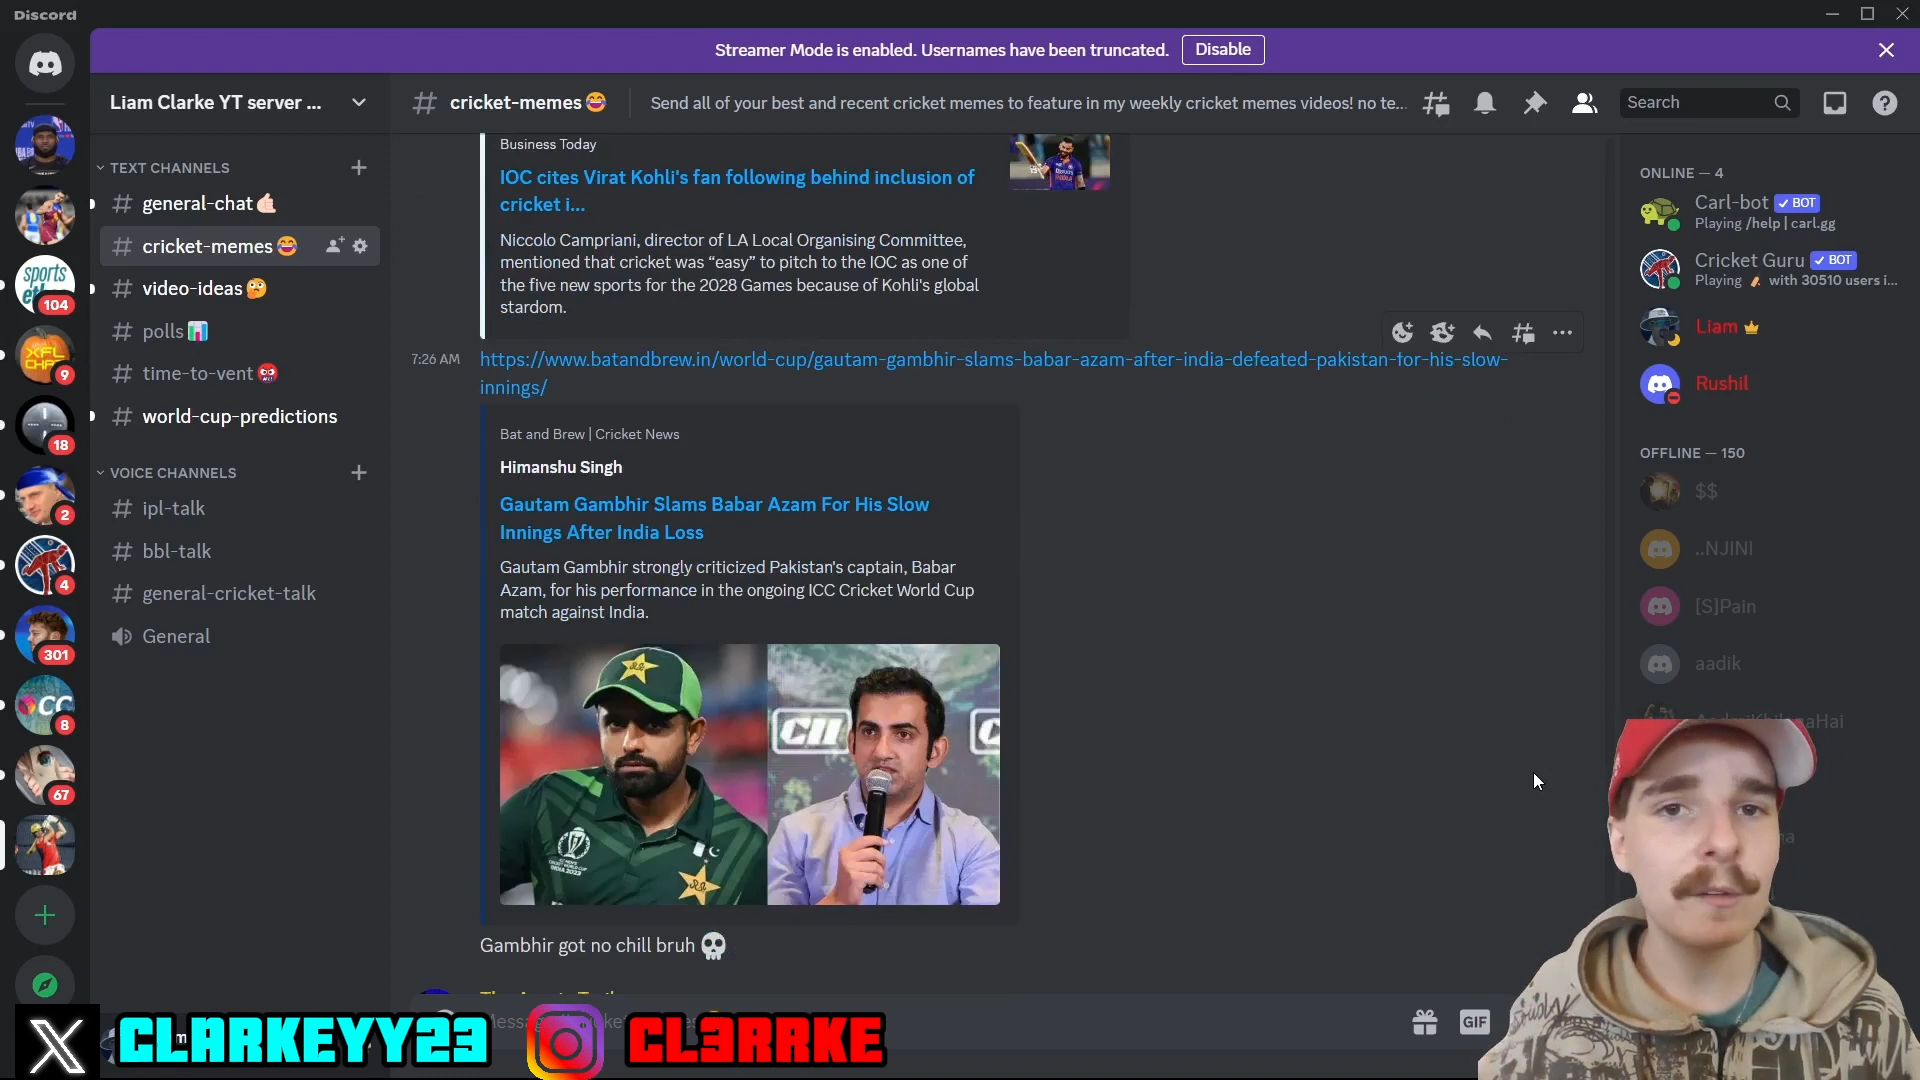 Discord
Streamer Mode is enabled. Usernames have been truncated.
Disable
Liam Clarke YT server ...
cricket-memes😂
Send all of your best and recent cricket memes to feature in my weekly cricket memes videos! no te...
Search
TEXT CHANNELS
general-chat🤙🏻
cricket-memes😂
video-ideas🤔
polls📊
time-to-vent🤬
world-cup-predictions
VOICE CHANNELS
ipl-talk
bbl-talk
general-cricket-talk
General
sports
104
XFL
9
18
2
4
301
CC
8
67
Business Today
IOC cites Virat Kohli's fan following behind inclusion of
cricket i...
Niccolo Campriani, director of LA Local Organising Committee,
mentioned that cricket was “easy” to pitch to the IOC as one of
the five new sports for the 2028 Games because of Kohli's global
stardom.
7:26 AM
https://www.batandbrew.in/world-cup/gautam-gambhir-slams-babar-azam-after-india-defeated-pakistan-for-his-slow-
innings/
Bat and Brew | Cricket News
Himanshu Singh
Gautam Gambhir Slams Babar Azam For His Slow
Innings After India Loss
Gautam Gambhir strongly criticized Pakistan's captain, Babar
Azam, for his performance in the ongoing ICC Cricket World Cup
match against India.
CII
Gambhir got no chill bruh 💀
GIF
ONLINE — 4
Carl-bot ✓ BOT
Playing /help | carl.gg
Cricket Guru ✓ BOT
Playing 🏏 with 30510 users i...
Liam
Rushil
OFFLINE — 150
$$
..NJINI
[S]Pain
aadik
CLARKEYY23
CL3RRKE